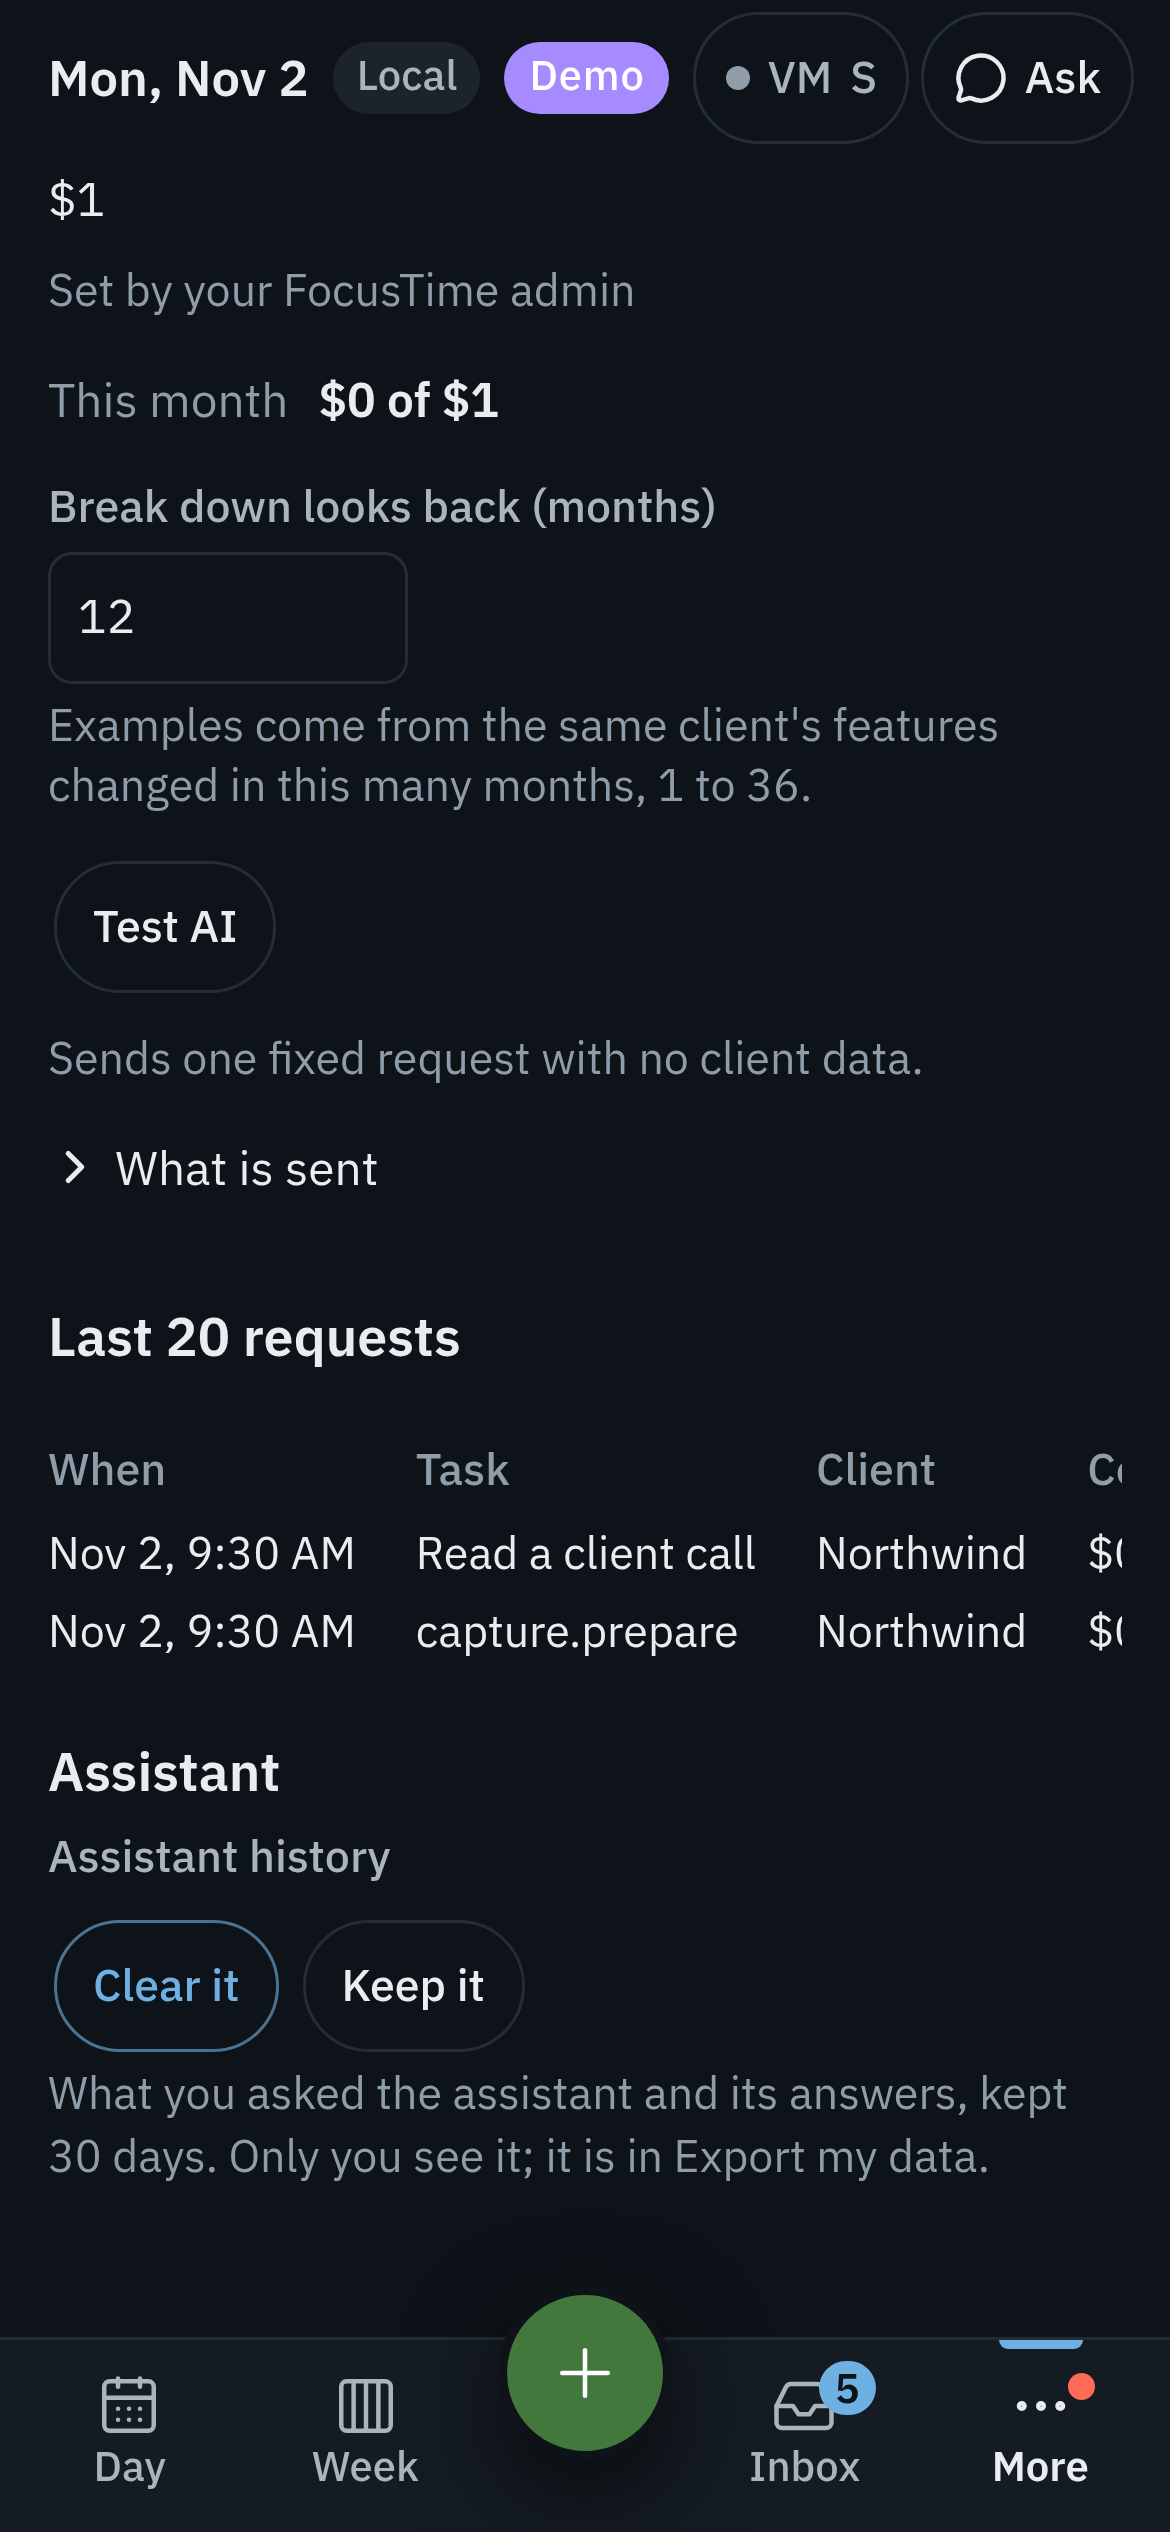 Mon, Nov 2 Local Demo VM S Ask
$1
Set by your FocusTime admin
This month $0 of $1
Break down looks back (months)
12
Examples come from the same client's features
changed in this many months, 1 to 36.
Test AI
Sends one fixed request with no client data.
What is sent
Last 20 requests
When Task Client
Nov 2, 9:30 AM Read a client call Northwind
Nov 2, 9:30 AM capture.prepare Northwind
Assistant
Assistant history
Clear it Keep it
What you asked the assistant and its answers, kept
30 days. Only you see it; it is in Export my data.
5
Day Week Inbox More